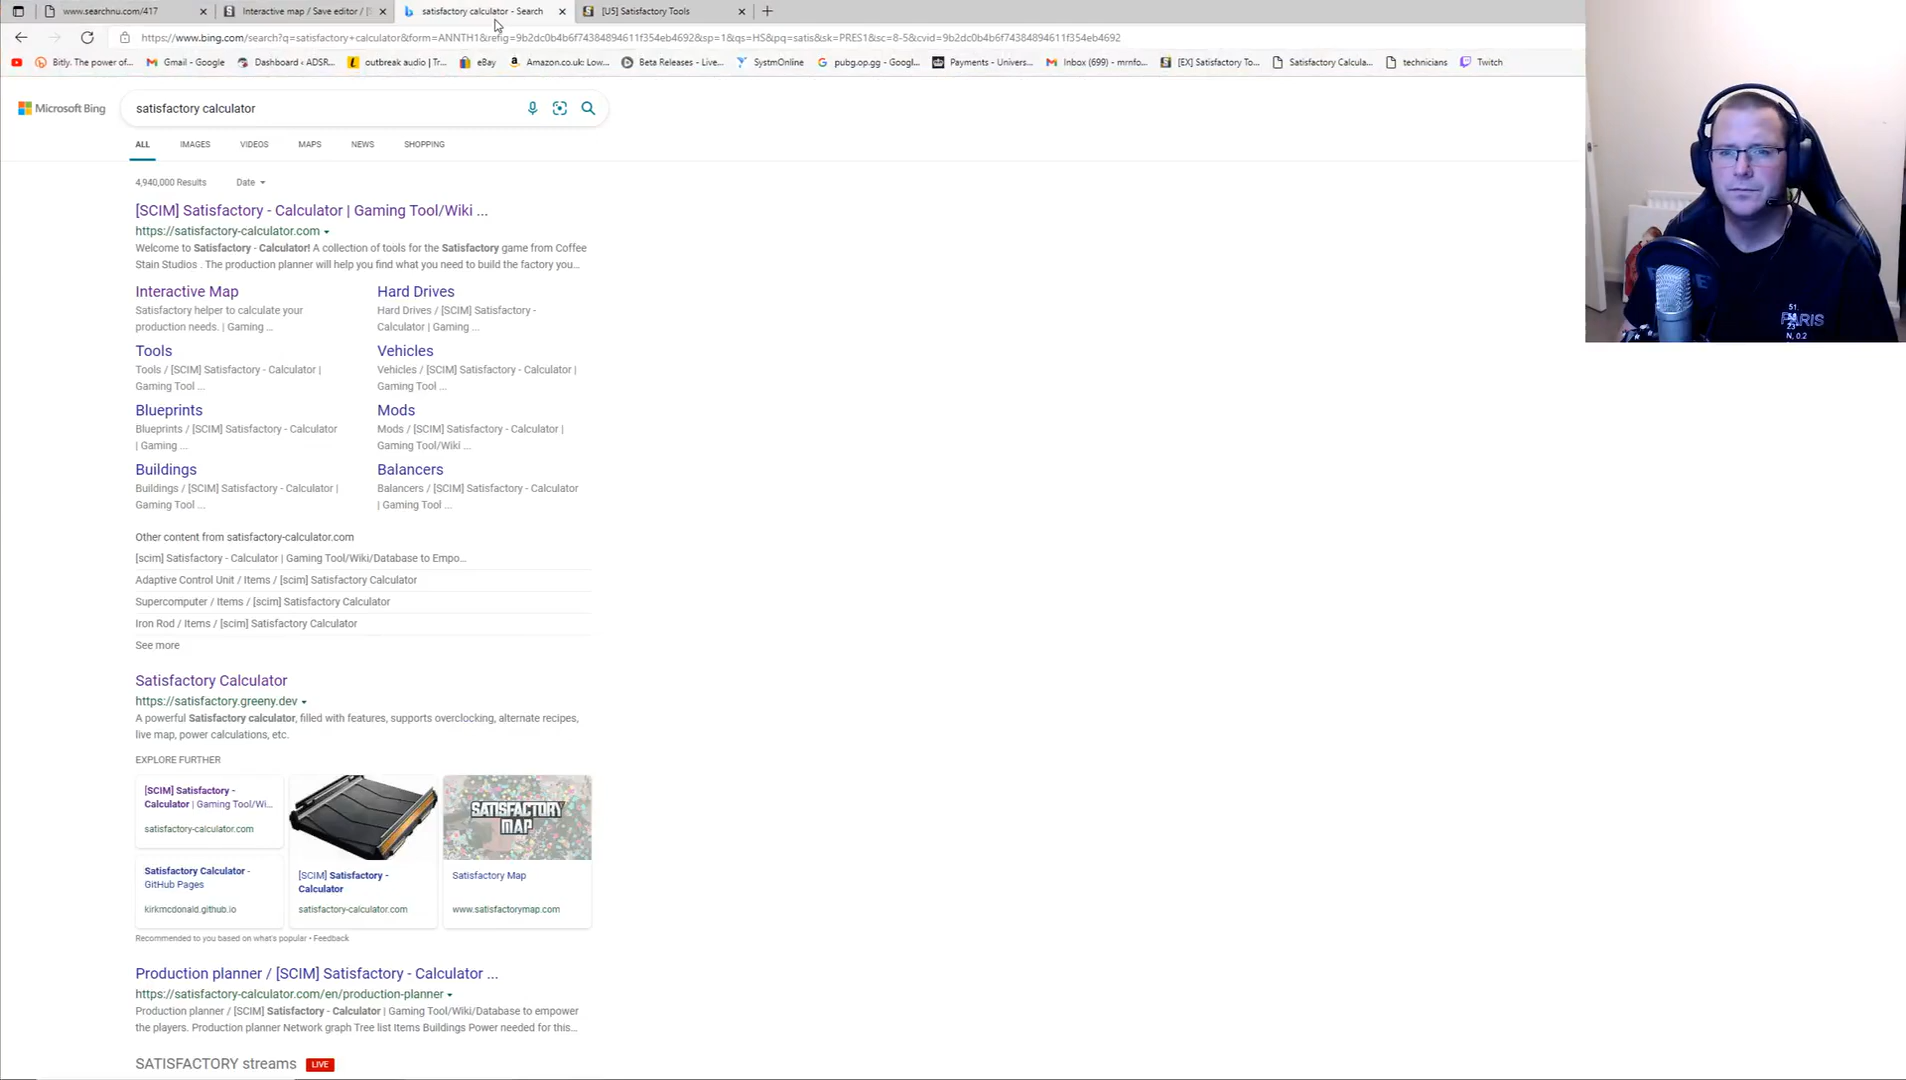 www.searchnu.com/417
Interactive map / Save editor / [S
satisfactory calculator - Search
[U5] Satisfactory Tools
https://www.bing.com/search?q=satisfactory+calculator&form=ANNTH1&refig=9b2dc0b4b6f74384894611f354eb4692&sp=1&qs=HS&pq=satis&sk=PRES1&sc=8-5&cvid=9b2dc0b4b6f74384894611f354eb4692
Bitly. The power of...
Gmail - Google
Dashboard ‹ ADSR...
outbreak audio | Tr...
eBay
Amazon.co.uk: Low...
Beta Releases - Live...
SystmOnline
pubg.op.gg - Googl...
Payments - Univers...
Inbox (699) - mrnfo...
[EX] Satisfactory To...
Satisfactory Calcula...
technicians
Twitch
Microsoft Bing
satisfactory calculator
ALL IMAGES VIDEOS MAPS NEWS SHOPPING
4,940,000 Results Date
[SCIM] Satisfactory - Calculator | Gaming Tool/Wiki ...
https://satisfactory-calculator.com
Welcome to Satisfactory - Calculator! A collection of tools for the Satisfactory game from Coffee
Stain Studios . The production planner will help you find what you need to build the factory you...
Interactive Map
Satisfactory helper to calculate your
production needs. | Gaming ...
Hard Drives
Hard Drives / [SCIM] Satisfactory -
Calculator | Gaming ...
Tools
Tools / [SCIM] Satisfactory - Calculator |
Gaming Tool ...
Vehicles
Vehicles / [SCIM] Satisfactory - Calculator |
Gaming Tool ...
Blueprints
Blueprints / [SCIM] Satisfactory - Calculator
| Gaming ...
Mods
Mods / [SCIM] Satisfactory - Calculator |
Gaming Tool/Wiki ...
Buildings
Buildings / [SCIM] Satisfactory - Calculator |
Gaming Tool ...
Balancers
Balancers / [SCIM] Satisfactory - Calculator
| Gaming Tool ...
Other content from satisfactory-calculator.com
[scim] Satisfactory - Calculator | Gaming Tool/Wiki/Database to Empo...
Adaptive Control Unit / Items / [scim] Satisfactory Calculator
Supercomputer / Items / [scim] Satisfactory Calculator
Iron Rod / Items / [scim] Satisfactory Calculator
See more
Satisfactory Calculator
https://satisfactory.greeny.dev
A powerful Satisfactory calculator, filled with features, supports overclocking, alternate recipes,
live map, power calculations, etc.
EXPLORE FURTHER
[SCIM] Satisfactory -
Calculator | Gaming Tool/Wi...
satisfactory-calculator.com
Satisfactory Calculator -
GitHub Pages
kirkmcdonald.github.io
[SCIM] Satisfactory -
Calculator
satisfactory-calculator.com
SATISFACTORY
MAP
Satisfactory Map
www.satisfactorymap.com
Recommended to you based on what's popular • Feedback
Production planner / [SCIM] Satisfactory - Calculator ...
https://satisfactory-calculator.com/en/production-planner
Production planner / [SCIM] Satisfactory - Calculator | Gaming Tool/Wiki/Database to empower
the players. Production planner Network graph Tree list Items Buildings Power needed for this...
SATISFACTORY streams LIVE
51.
PARIS
N, 0.2